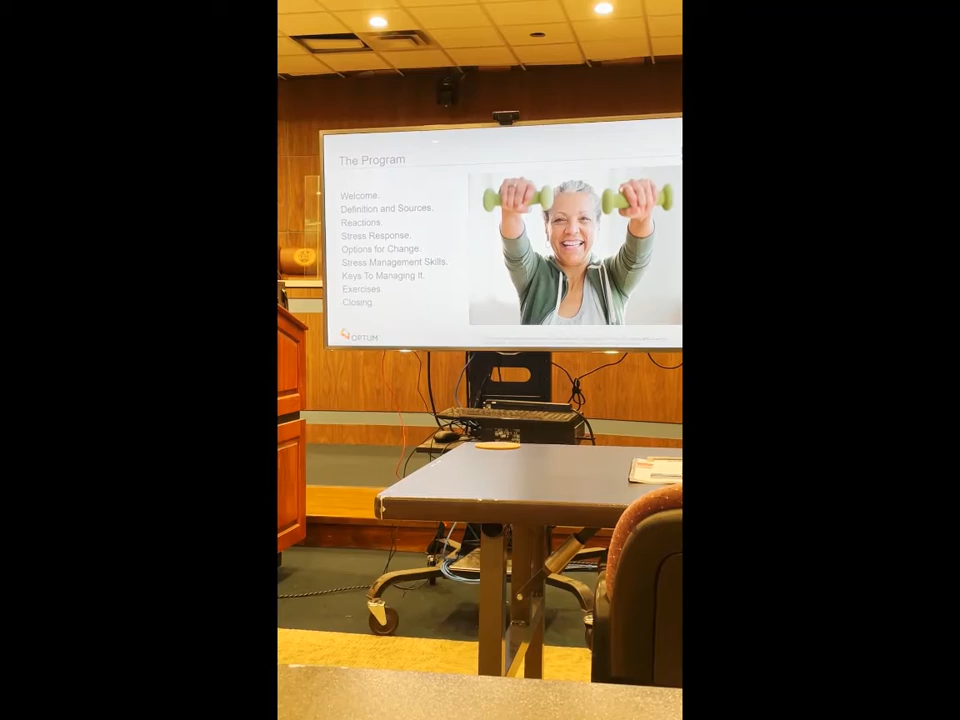 The Program
Welcome.
Definition and Sources.
Reactions.
Stress Response.
Options for Change.
Stress Management Skills.
Keys To Managing It.
Exercises.
Closing.
OPTUM